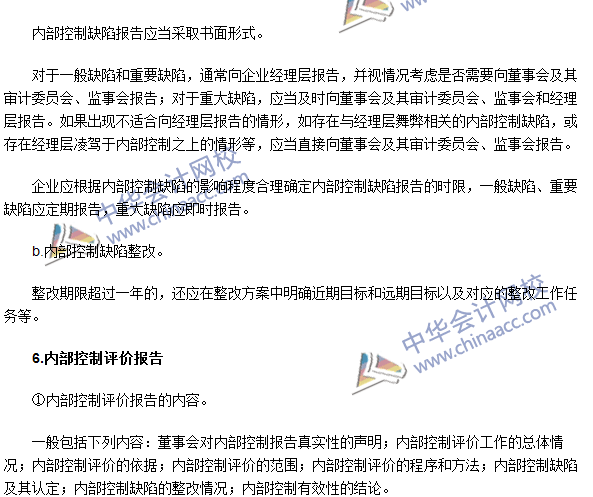 内部控制缺陷报告应当采取书面形式。
对于一般缺陷和重要缺陷，通常向企业经理层报告，并视情况考虑是否需要向董事会及其
审计委员会、监事会报告；对于重大缺陷，应当及时向董事会及其审计委员会、监事会和经理
层报告。如果出现不适合向经理层报告的情形，如存在与经理层舞弊相关的内部控制缺陷，或
存在经理层凌驾于内部控制之上的情形等，应当直接向董事会及其审计委员会、监事会报告。
企业应根据内部控制缺陷的影响程度合理确定内部控制缺陷报告的时限，一般缺陷、重要
缺陷应定期报告，重大缺陷应即时报告。
中华会计网校
www.chinaacc.com
b.内部控制缺陷整改。
整改期限超过一年的，还应在整改方案中明确近期目标和远期目标以及对应的整改工作任
务等。
中华会计网校
www.chinaacc.com
6.内部控制评价报告
①内部控制评价报告的内容。
一般包括下列内容：董事会对内部控制报告真实性的声明；内部控制评价工作的总体情
况；内部控制评价的依据；内部控制评价的范围；内部控制评价的程序和方法；内部控制缺陷
及其认定；内部控制缺陷的整改情况；内部控制有效性的结论。